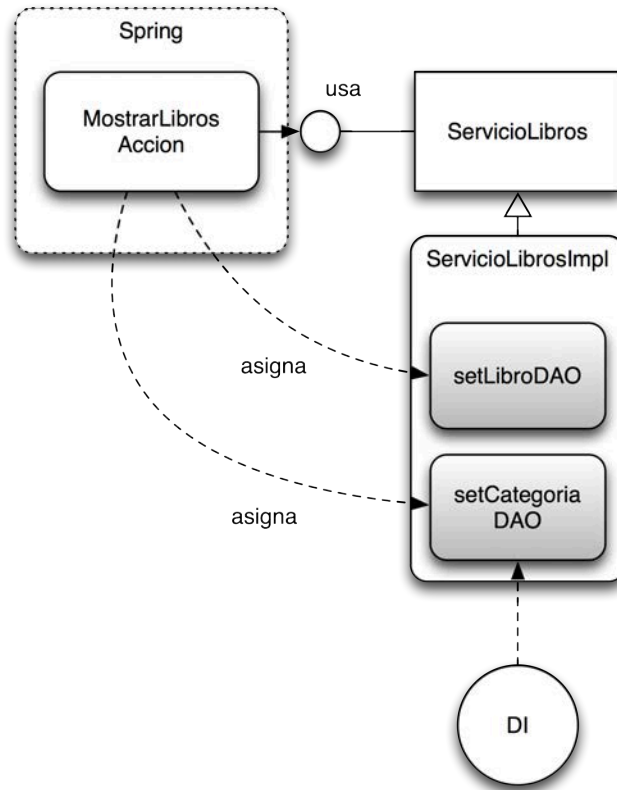 Spring
usa
MostrarLibros
Accion
ServicioLibros
ServicioLibrosImpl
asigna
setLibroDAO
setCategoria
DAO
asigna
DI